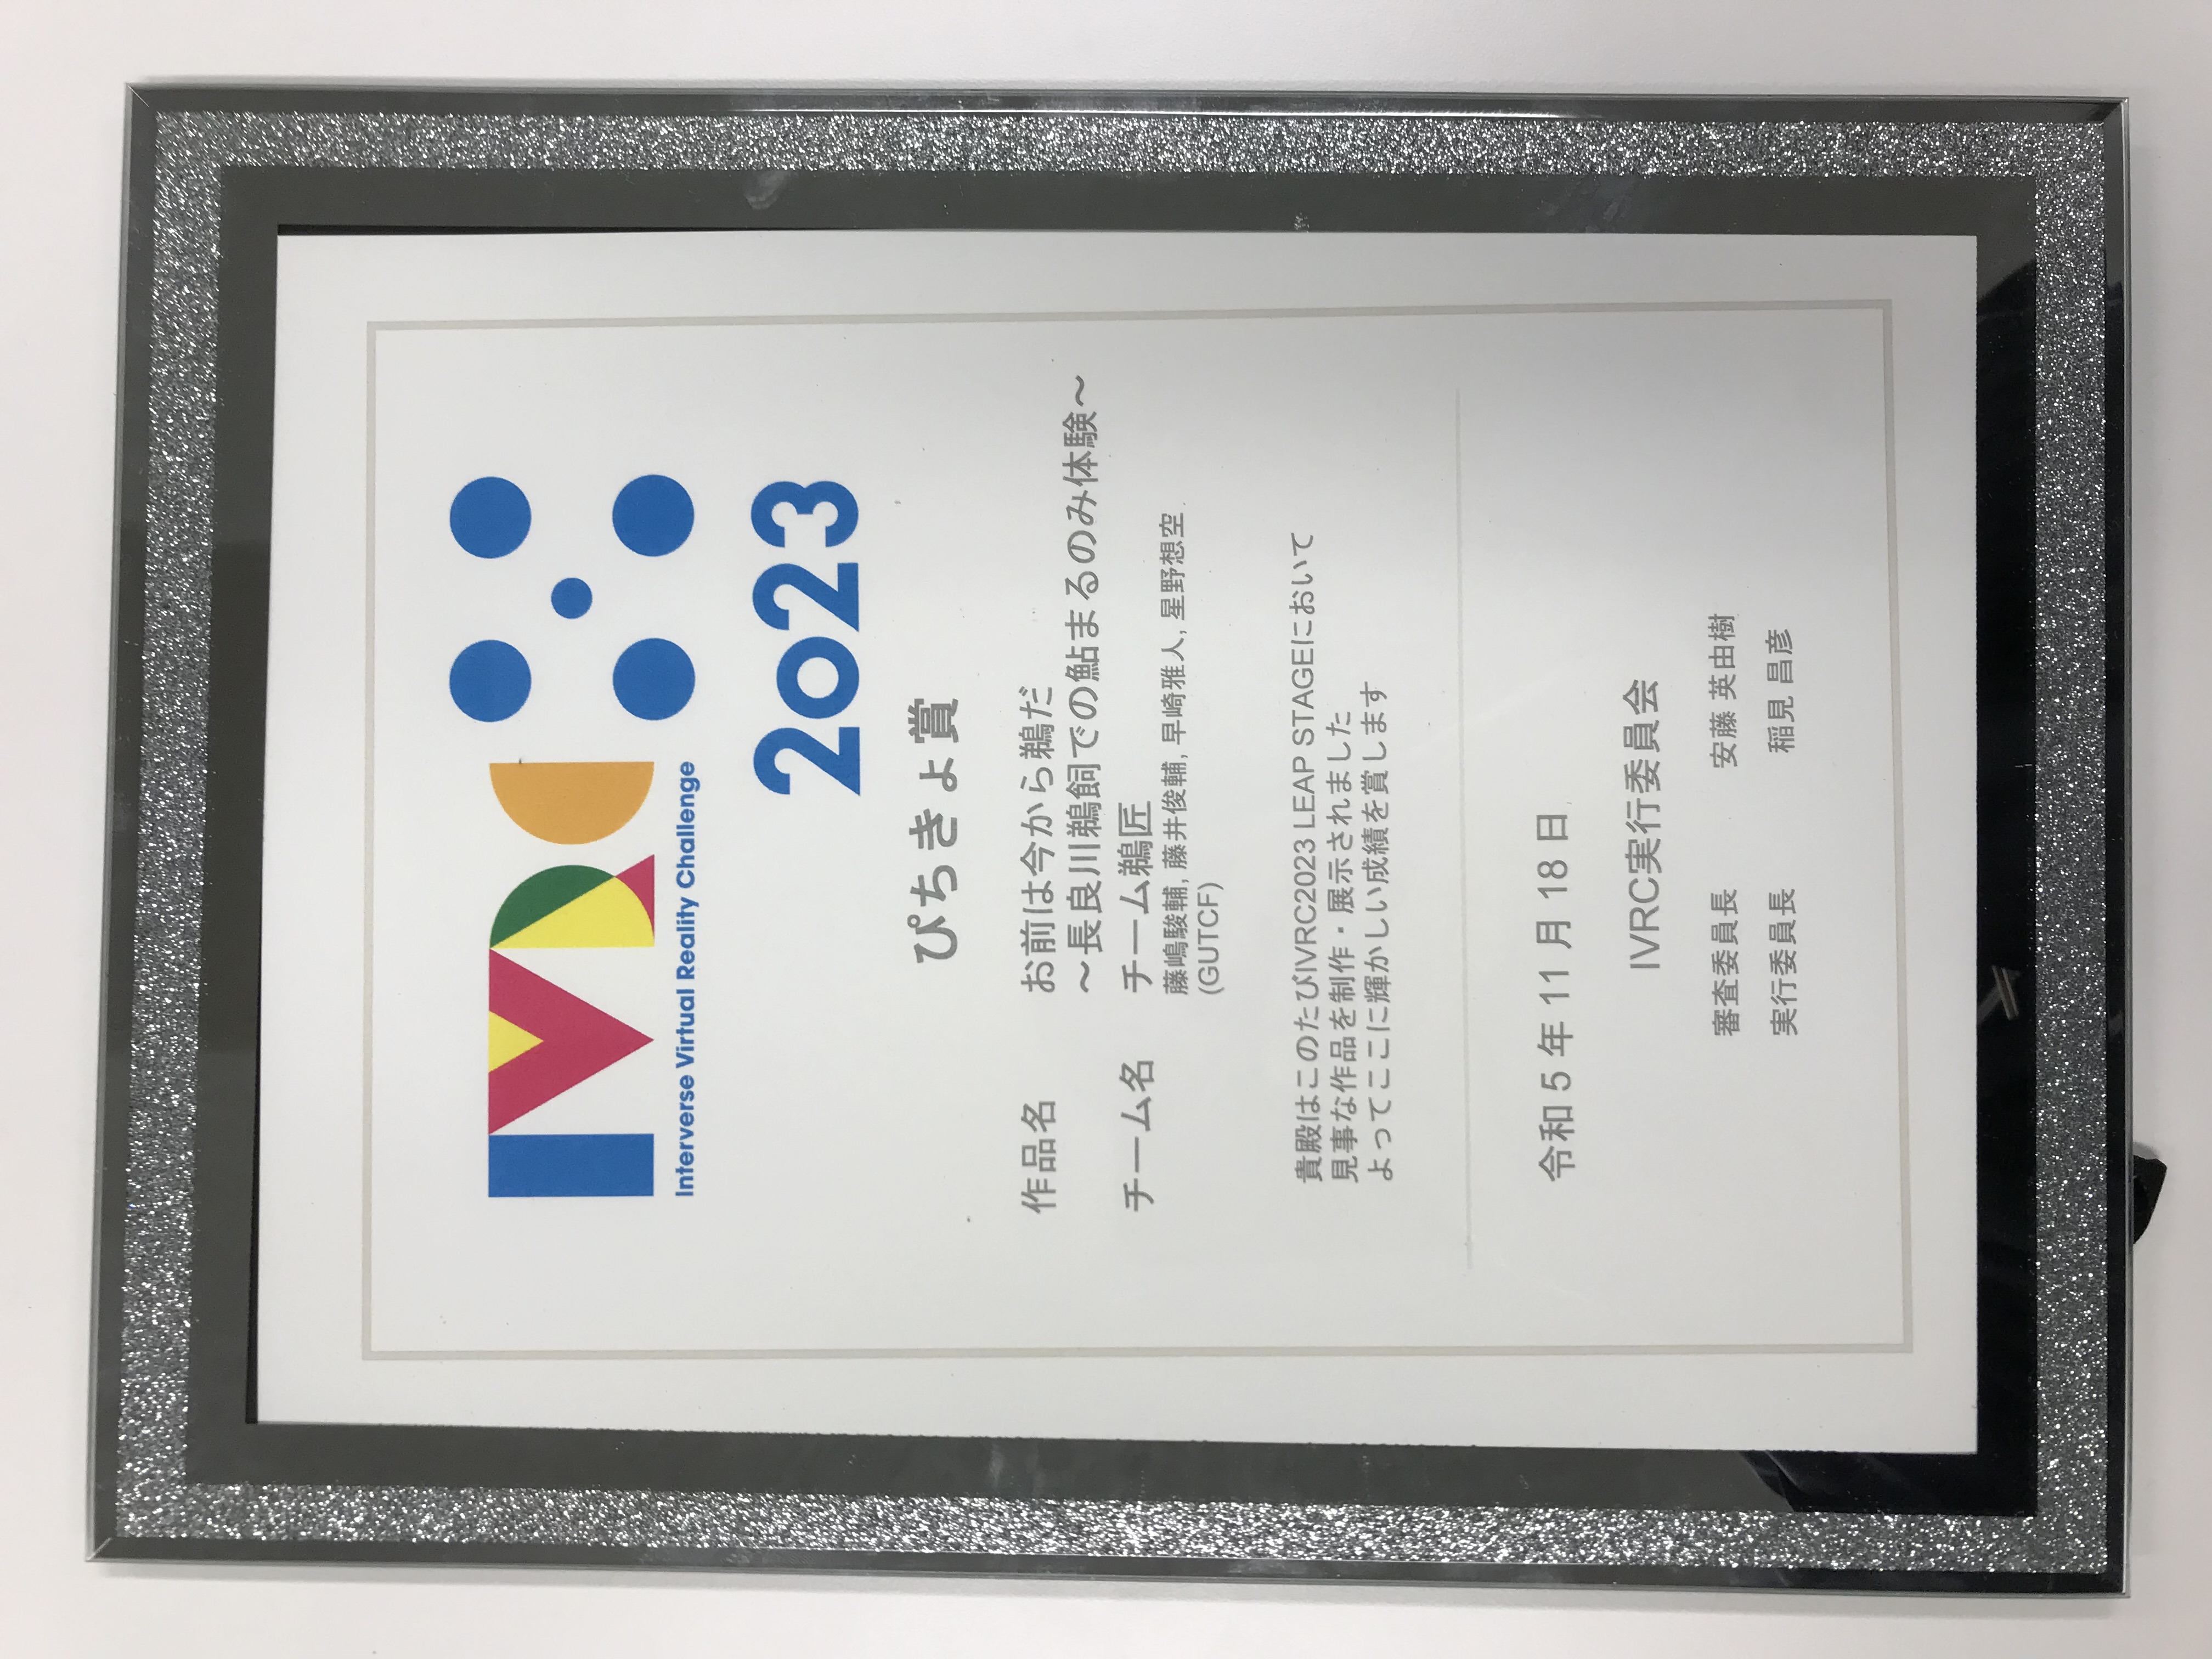 IVRC
Interverse Virtual Reality Challenge
2023
ぴちきょ賞
作品名 お前は今から鵜だ
～長良川鵜飼での鮎まるのみ体験～
チーム名 チーム鵜匠
藤嶋駿輔, 藤井俊輔, 早崎雅人, 星野想空
(GUTCF)
貴殿はこのたびIVRC2023 LEAP STAGEにおいて
見事な作品を制作・展示されました
よってここに輝かしい成績を賞します
令和 5 年 11 月 18 日
IVRC実行委員会
審査委員長 安藤 英由樹
実行委員長 稲見 昌彦